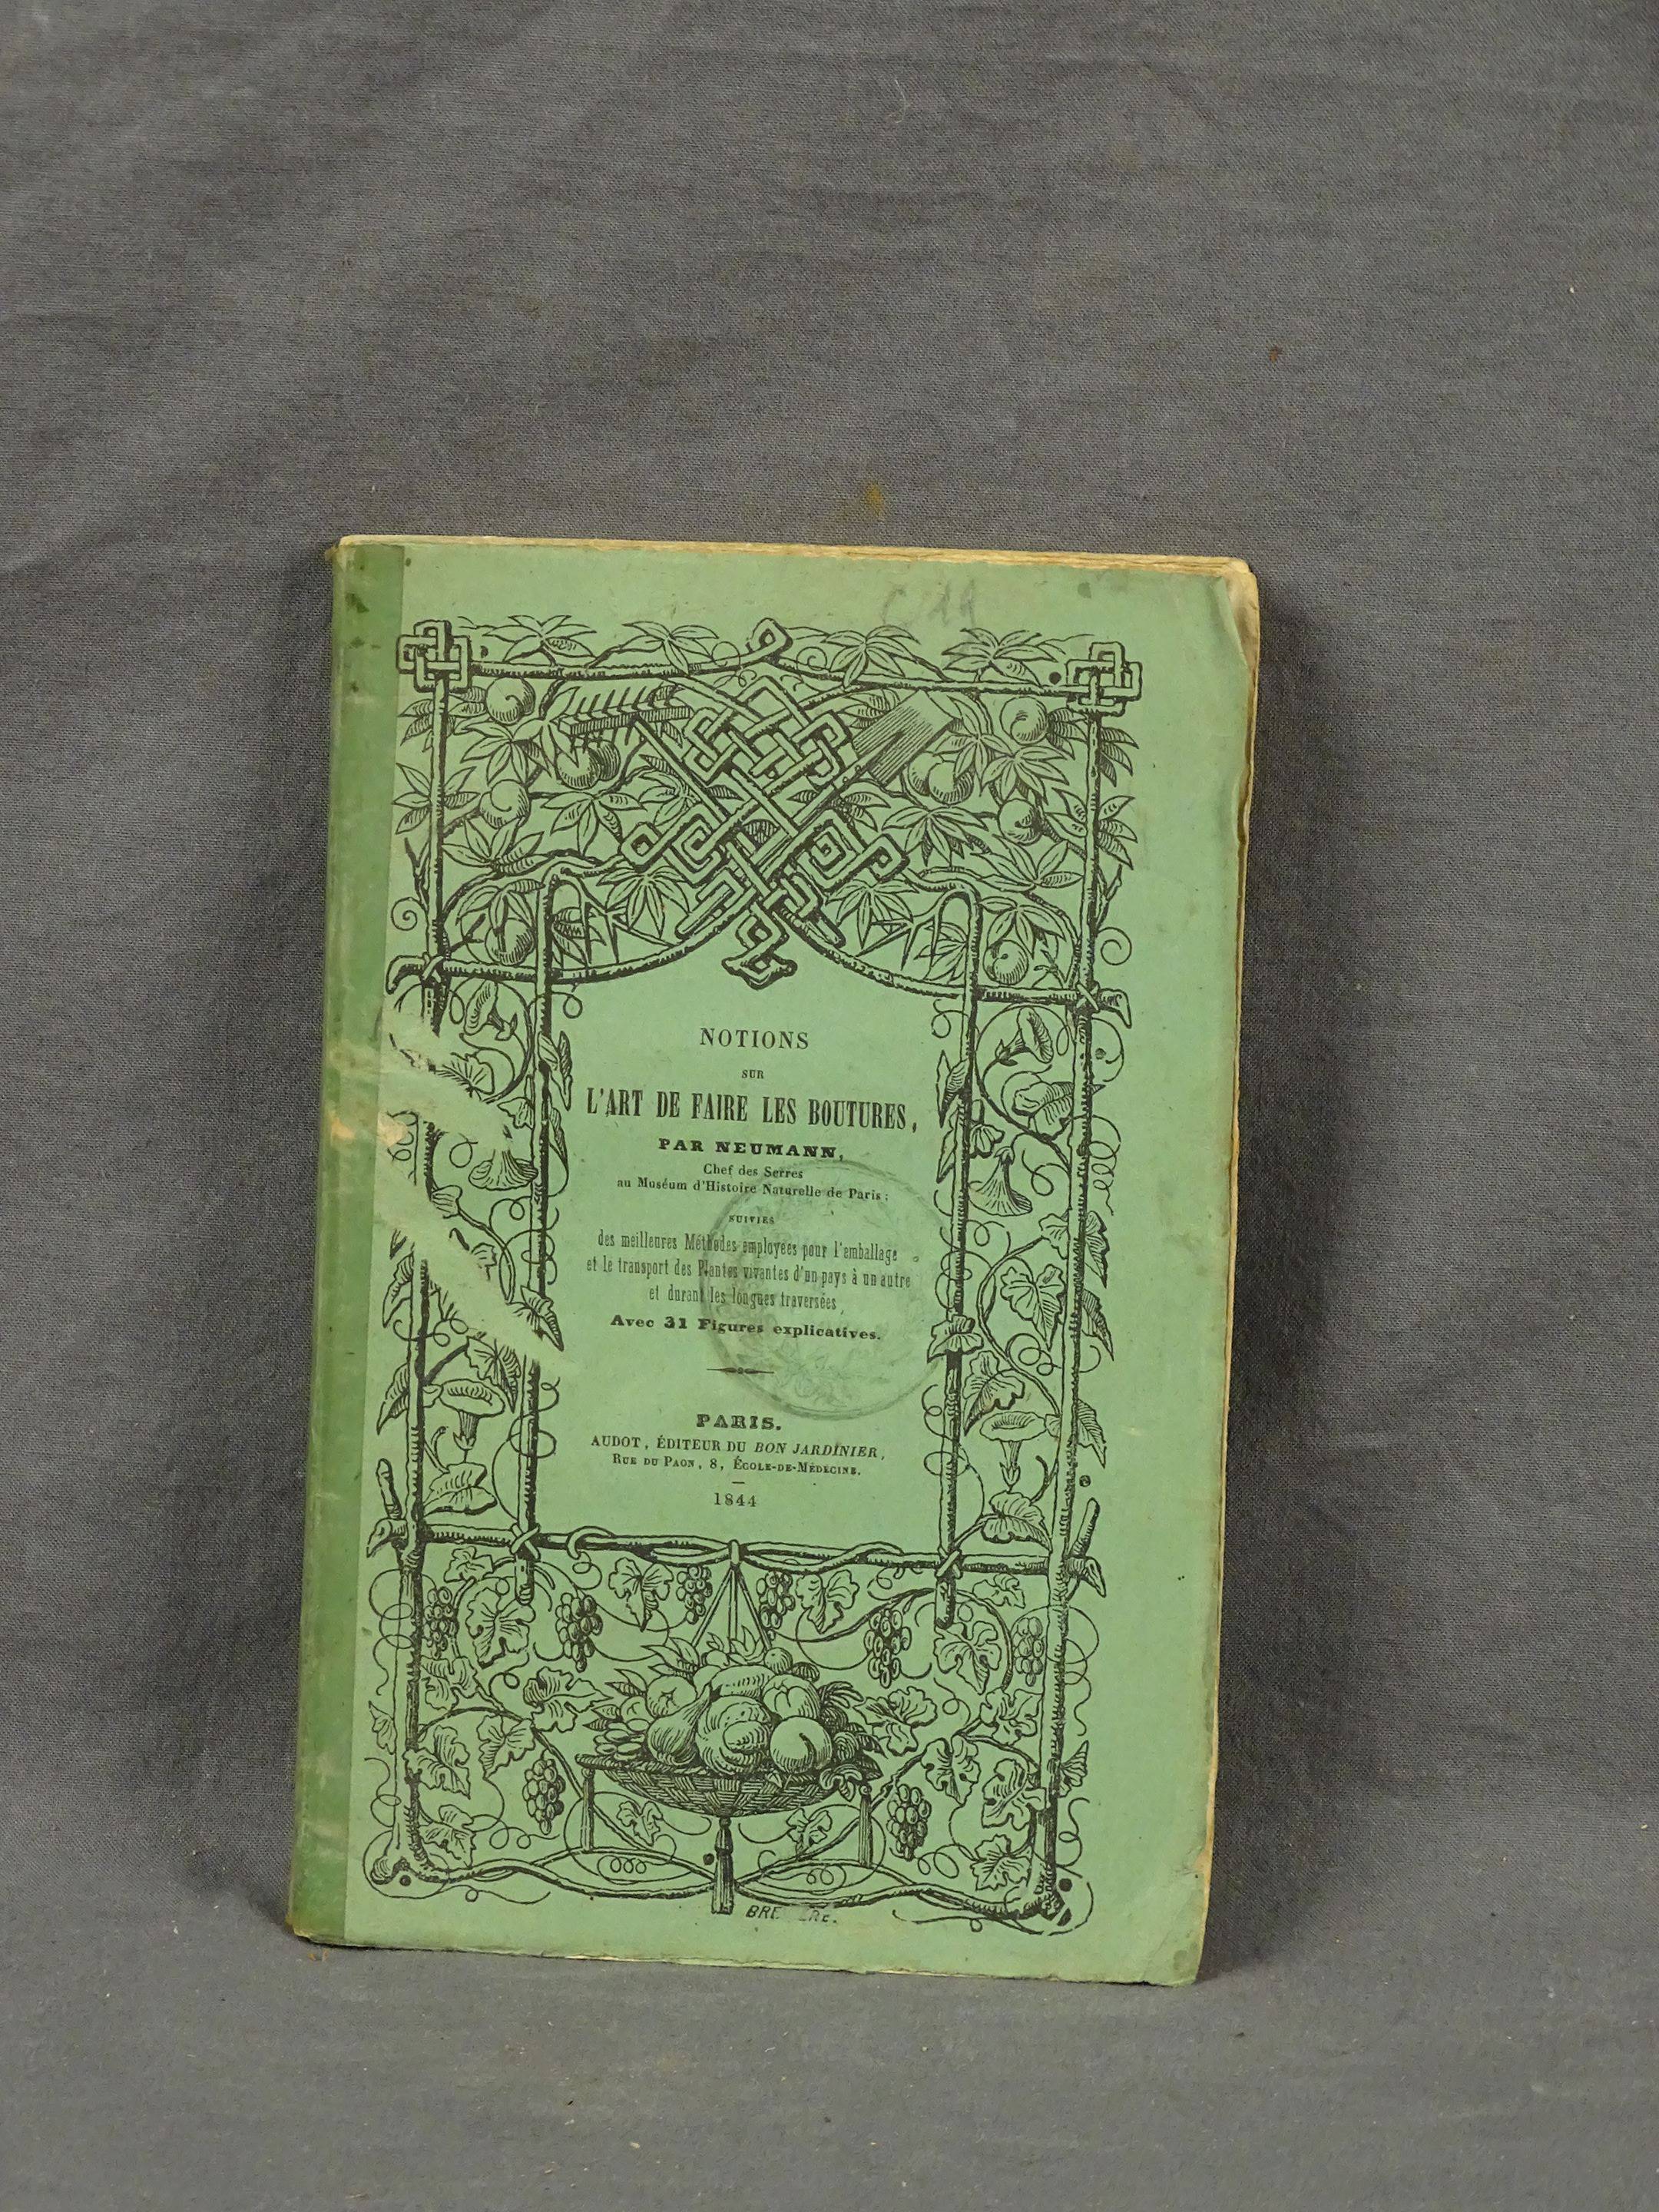 NOTIONS
SUR
L'ART DE FAIRE LES BOUTURES,
PAR NEUMANN,
Chef des Serres
au Muséum d'Histoire Naturelle de Paris;
SUIVIES
des meilleures Méthodes employées pour l'emballage
et le transport des Plantes vivantes d'un pays à un autre
et durant les longues traversées,
Avec 31 Figures explicatives.
PARIS.
AUDOT, ÉDITEUR DU BON JARDINIER,
RUE DU PAON, 8, ÉCOLE-DE-MÉDECINE.
1844